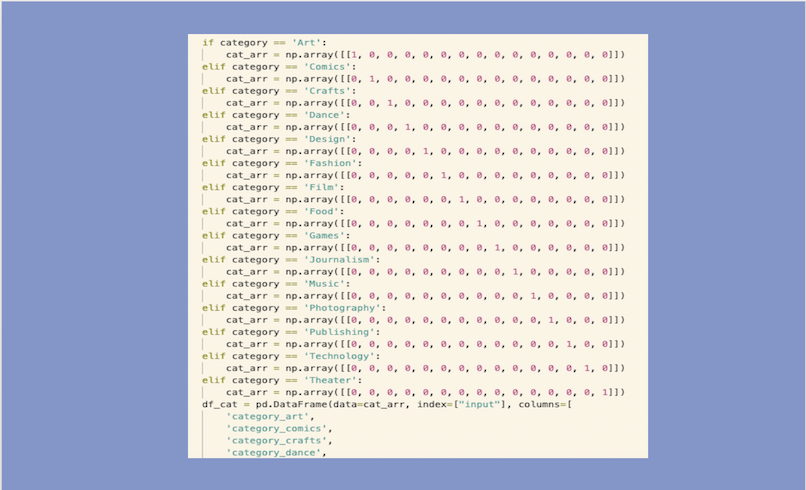 if category == 'Art':
    cat_arr = np.array([[1, 0, 0, 0, 0, 0, 0, 0, 0, 0, 0, 0, 0, 0, 0]])
elif category == 'Comics':
    cat_arr = np.array([[0, 1, 0, 0, 0, 0, 0, 0, 0, 0, 0, 0, 0, 0, 0]])
elif category == 'Crafts':
    cat_arr = np.array([[0, 0, 1, 0, 0, 0, 0, 0, 0, 0, 0, 0, 0, 0, 0]])
elif category == 'Dance':
    cat_arr = np.array([[0, 0, 0, 1, 0, 0, 0, 0, 0, 0, 0, 0, 0, 0, 0]])
elif category == 'Design':
    cat_arr = np.array([[0, 0, 0, 0, 1, 0, 0, 0, 0, 0, 0, 0, 0, 0, 0]])
elif category == 'Fashion':
    cat_arr = np.array([[0, 0, 0, 0, 0, 1, 0, 0, 0, 0, 0, 0, 0, 0, 0]])
elif category == 'Film':
    cat_arr = np.array([[0, 0, 0, 0, 0, 0, 1, 0, 0, 0, 0, 0, 0, 0, 0]])
elif category == 'Food':
    cat_arr = np.array([[0, 0, 0, 0, 0, 0, 0, 1, 0, 0, 0, 0, 0, 0, 0]])
elif category == 'Games':
    cat_arr = np.array([[0, 0, 0, 0, 0, 0, 0, 0, 1, 0, 0, 0, 0, 0, 0]])
elif category == 'Journalism':
    cat_arr = np.array([[0, 0, 0, 0, 0, 0, 0, 0, 0, 1, 0, 0, 0, 0, 0]])
elif category == 'Music':
    cat_arr = np.array([[0, 0, 0, 0, 0, 0, 0, 0, 0, 0, 1, 0, 0, 0, 0]])
elif category == 'Photography':
    cat_arr = np.array([[0, 0, 0, 0, 0, 0, 0, 0, 0, 0, 0, 1, 0, 0, 0]])
elif category == 'Publishing':
    cat_arr = np.array([[0, 0, 0, 0, 0, 0, 0, 0, 0, 0, 0, 0, 1, 0, 0]])
elif category == 'Technology':
    cat_arr = np.array([[0, 0, 0, 0, 0, 0, 0, 0, 0, 0, 0, 0, 0, 1, 0]])
elif category == 'Theater':
    cat_arr = np.array([[0, 0, 0, 0, 0, 0, 0, 0, 0, 0, 0, 0, 0, 0, 1]])
df_cat = pd.DataFrame(data=cat_arr, index=["input"], columns=[
    'category_art',
    'category_comics',
    'category_crafts',
    'category_dance',